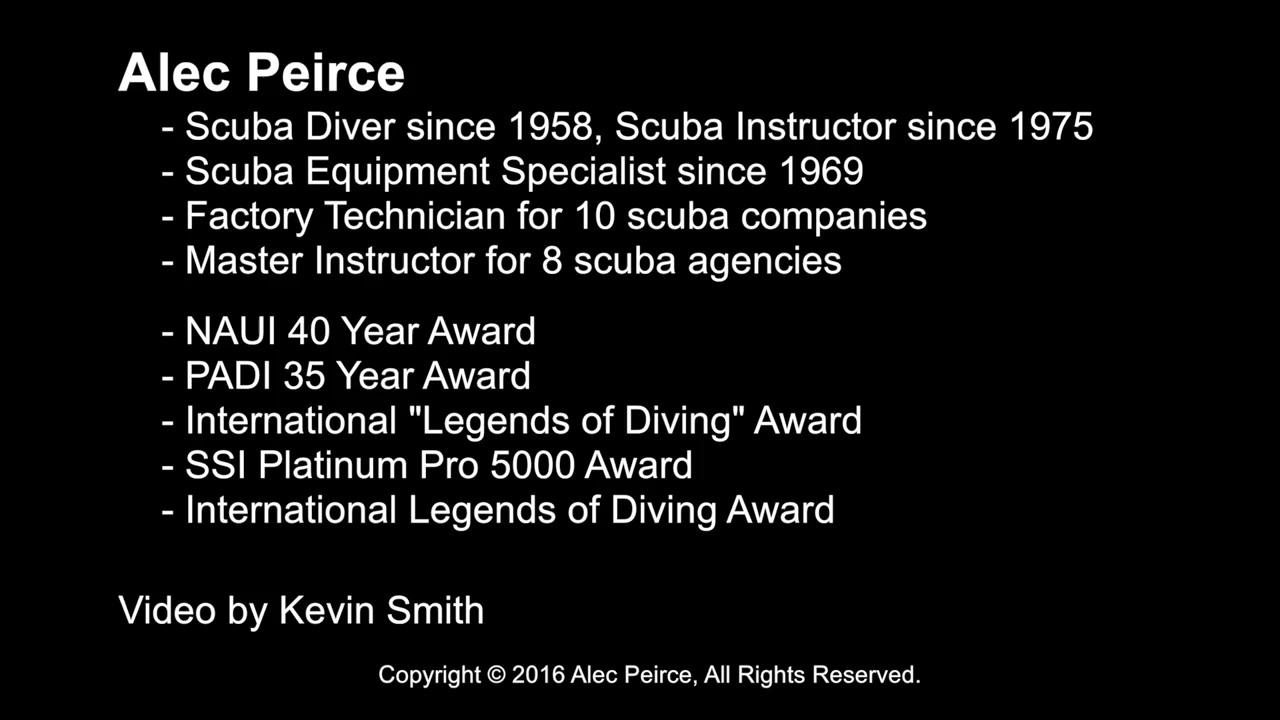 Alec Peirce
- Scuba Diver since 1958, Scuba Instructor since 1975
- Scuba Equipment Specialist since 1969
- Factory Technician for 10 scuba companies
- Master Instructor for 8 scuba agencies
- NAUI 40 Year Award
- PADI 35 Year Award
- International "Legends of Diving" Award
- SSI Platinum Pro 5000 Award
- International Legends of Diving Award
Video by Kevin Smith
Copyright © 2016 Alec Peirce, All Rights Reserved.